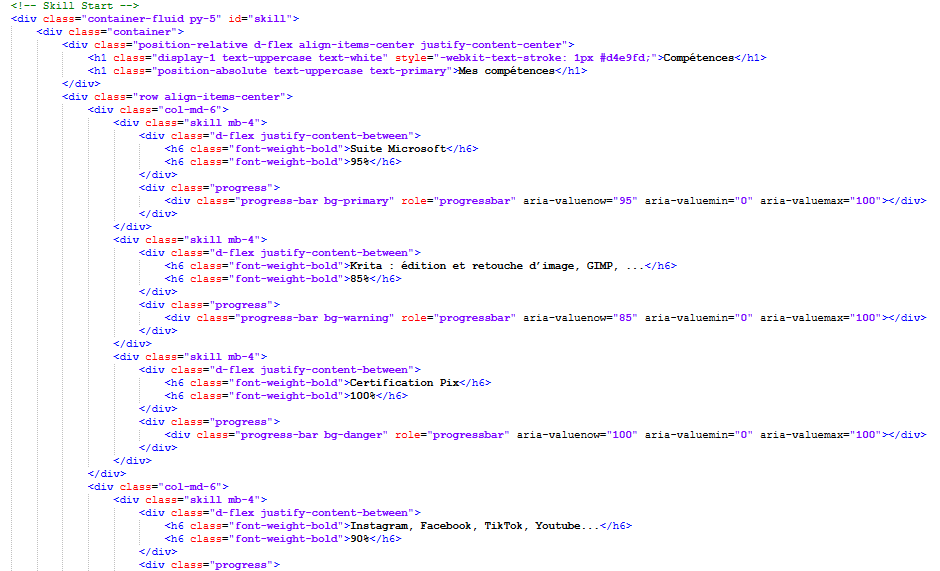 <!-- Skill Start -->
<div class="container-fluid py-5" id="skill">
<div class="container">
<div class="position-relative d-flex align-items-center justify-content-center">
<h1 class="display-1 text-uppercase text-white" style="-webkit-text-stroke: 1px #d4e9fd;">Compétences</h1>
<h1 class="position-absolute text-uppercase text-primary">Mes compétences</h1>
</div>
<div class="row align-items-center">
<div class="col-md-6">
<div class="skill mb-4">
<div class="d-flex justify-content-between">
<h6 class="font-weight-bold">Suite Microsoft</h6>
<h6 class="font-weight-bold">95%</h6>
</div>
<div class="progress">
<div class="progress-bar bg-primary" role="progressbar" aria-valuenow="95" aria-valuemin="0" aria-valuemax="100"></div>
</div>
</div>
<div class="skill mb-4">
<div class="d-flex justify-content-between">
<h6 class="font-weight-bold">Krita : édition et retouche d’image, GIMP, ...</h6>
<h6 class="font-weight-bold">85%</h6>
</div>
<div class="progress">
<div class="progress-bar bg-warning" role="progressbar" aria-valuenow="85" aria-valuemin="0" aria-valuemax="100"></div>
</div>
</div>
<div class="skill mb-4">
<div class="d-flex justify-content-between">
<h6 class="font-weight-bold">Certification Pix</h6>
<h6 class="font-weight-bold">100%</h6>
</div>
<div class="progress">
<div class="progress-bar bg-danger" role="progressbar" aria-valuenow="100" aria-valuemin="0" aria-valuemax="100"></div>
</div>
</div>
</div>
<div class="col-md-6">
<div class="skill mb-4">
<div class="d-flex justify-content-between">
<h6 class="font-weight-bold">Instagram, Facebook, TikTok, Youtube...</h6>
<h6 class="font-weight-bold">90%</h6>
</div>
<div class="progress">